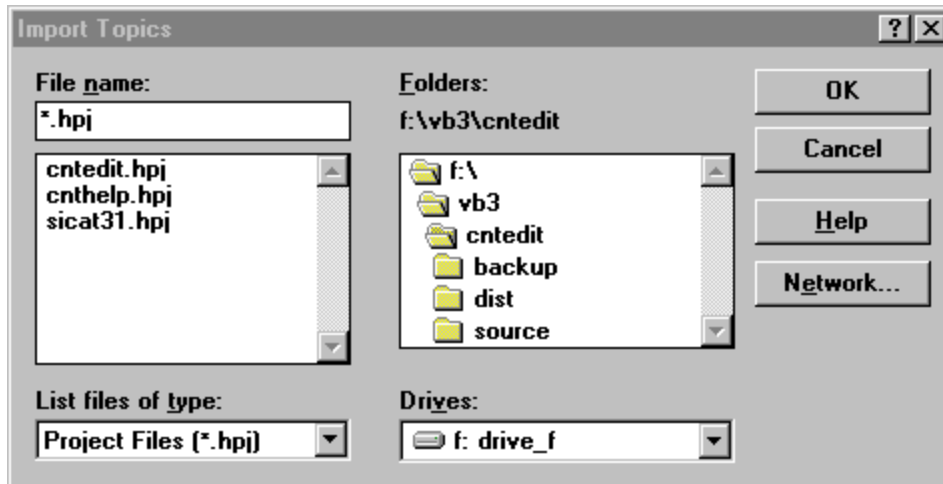 Import Topics
File name:
*.hpj
cntedit.hpj
cnthelp.hpj
sicat31.hpj
List files of type:
Project Files (*.hpj)
Folders:
f:\vb3\cntedit
f:\
vb3
cntedit
backup
dist
source
Drives:
f: drive_f
OK
Cancel
Help
Network...